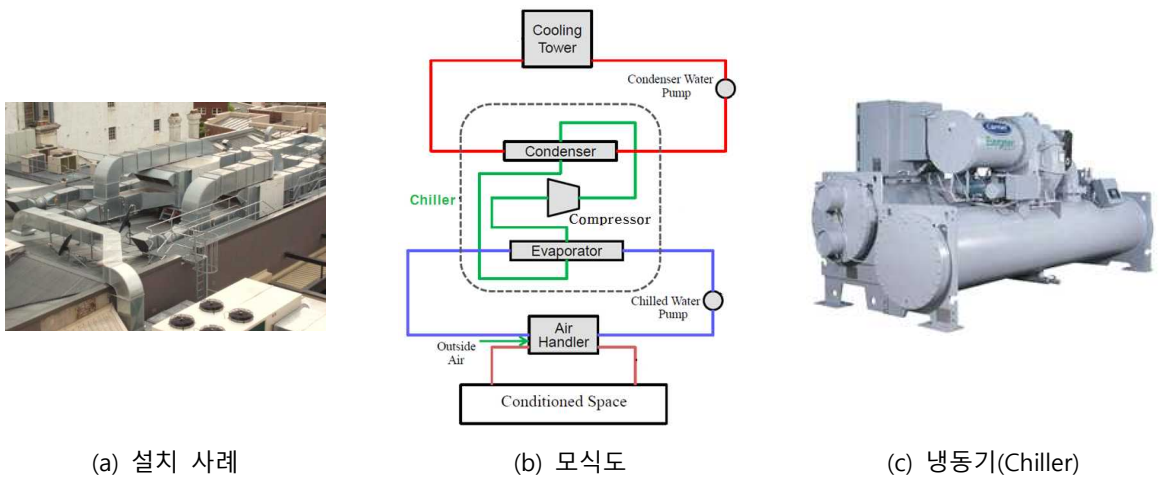 Cooling
Tower
Condenser Water
Pump
Condenser
Chiller
Compressor
Evaporator
Chilled Water
Pump
Air
Handler
Outside
Air
Conditioned Space
Carrier
Evergreen
(a) 설치 사례
(b) 모식도
(c) 냉동기(Chiller)